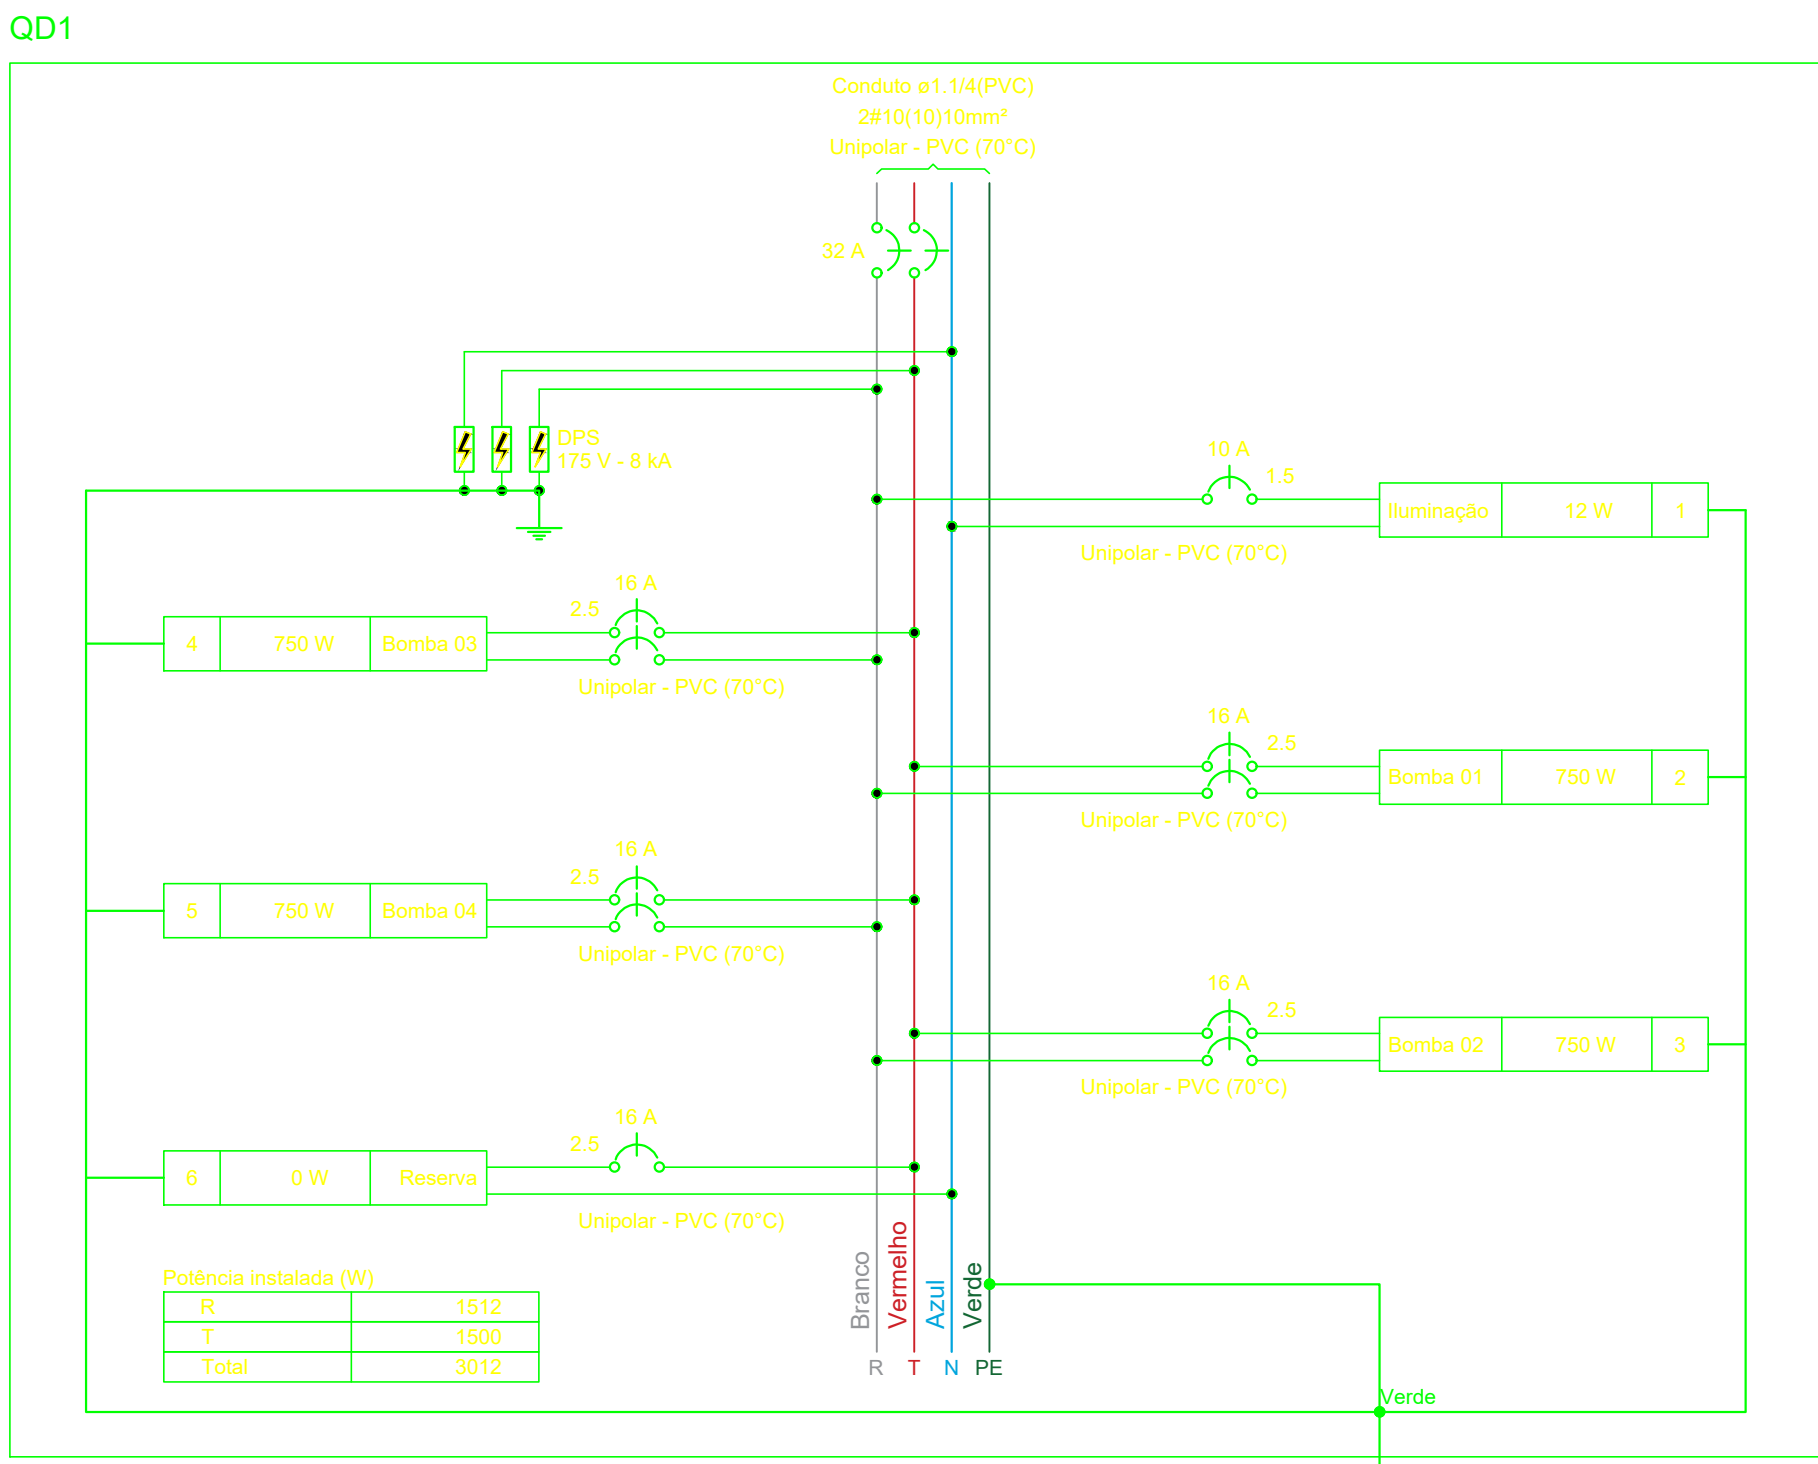 QD1
Conduto ø1.1/4(PVC)
2#10(10)10mm²
Unipolar - PVC (70°C)
32 A
DPS
175 V - 8 kA
10 A
1.5
Iluminação 12 W 1
Unipolar - PVC (70°C)
16 A
2.5
4 750 W Bomba 03
Unipolar - PVC (70°C)
16 A
2.5
Bomba 01 750 W 2
Unipolar - PVC (70°C)
16 A
2.5
5 750 W Bomba 04
Unipolar - PVC (70°C)
16 A
2.5
Bomba 02 750 W 3
Unipolar - PVC (70°C)
16 A
2.5
6 0 W Reserva
Unipolar - PVC (70°C)
Potência instalada (W)
R 1512
T 1500
Total 3012
Branco
Vermelho
Azul
Verde
R T N PE
Verde